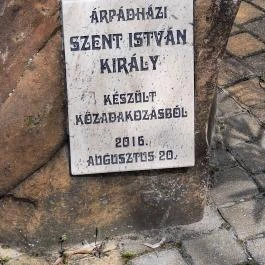 ÁRPÁDHÁZI
SZENT ISTVÁN
KIRÁLY
KÉSZÜLT
KÖZADAKOZÁSBÓL
2016.
AUGUSZTUS 20.